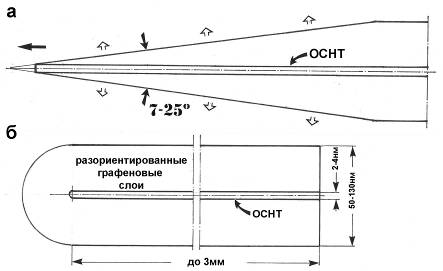 а
ОСНТ
7-25°
б
разориентированные
графеновые
слои
ОСНТ
2-4нм
50-130нм
до 3мм